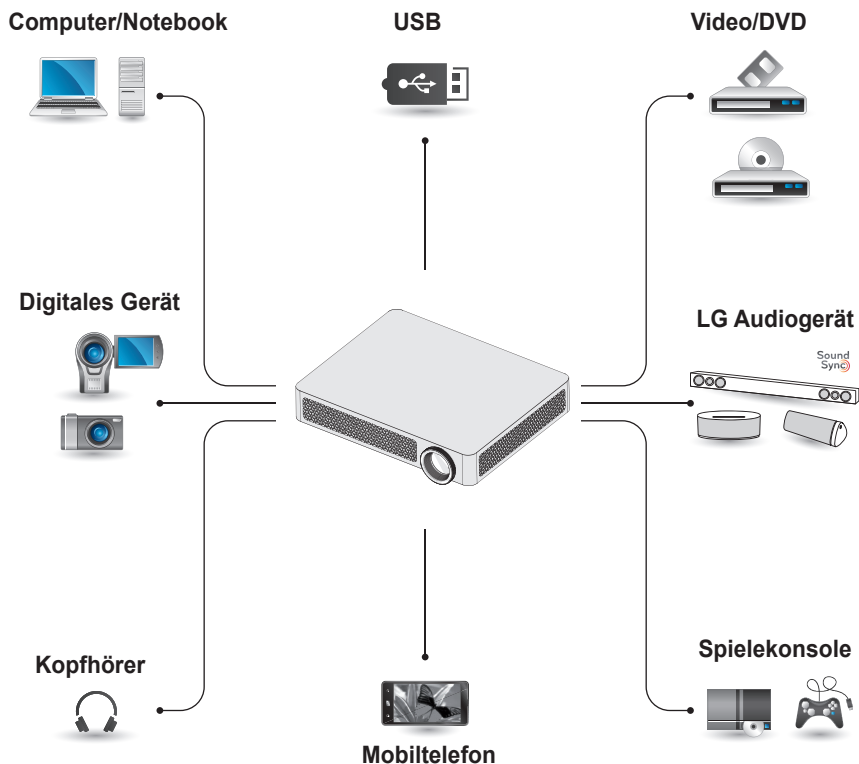 Computer/Notebook
USB
Video/DVD
Digitales Gerät
LG Audiogerät
Sound
Sync
Kopfhörer
Spielekonsole
Mobiltelefon